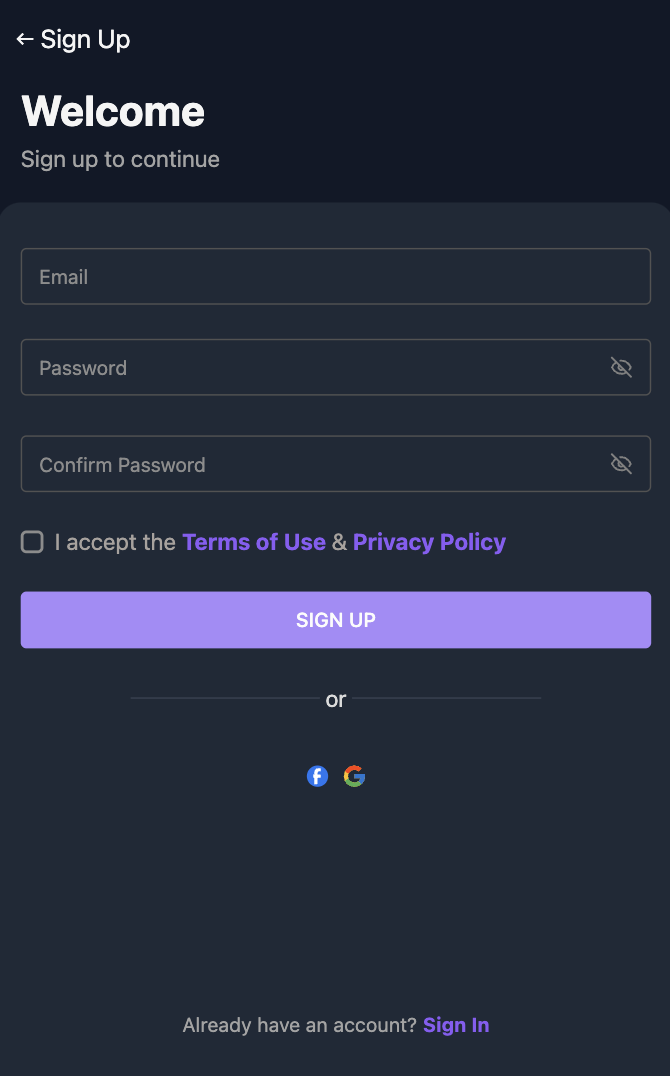 ← Sign Up
Welcome
Sign up to continue
Email
Password
Confirm Password
I accept the Terms of Use & Privacy Policy
SIGN UP
or
Already have an account? Sign In